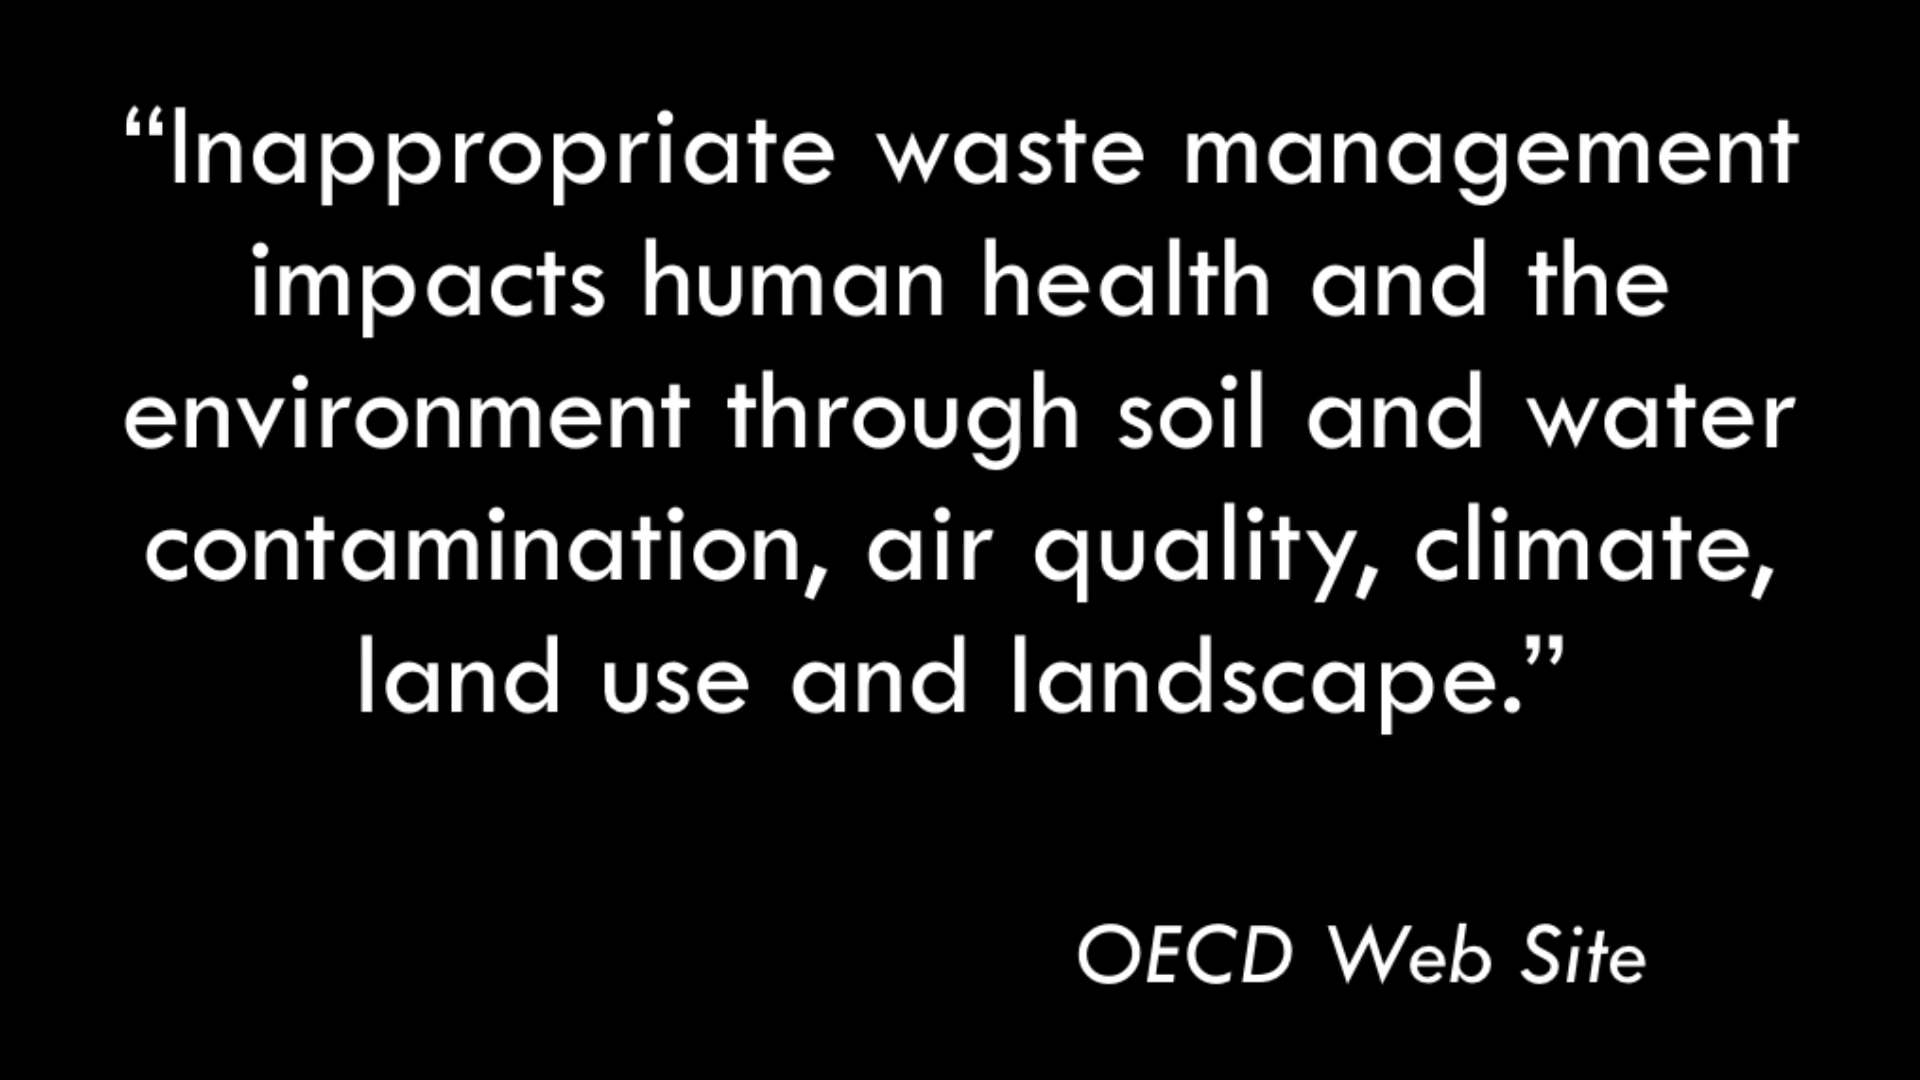 “Inappropriate waste management
impacts human health and the
environment through soil and water
contamination, air quality, climate,
land use and landscape.”
OECD Web Site